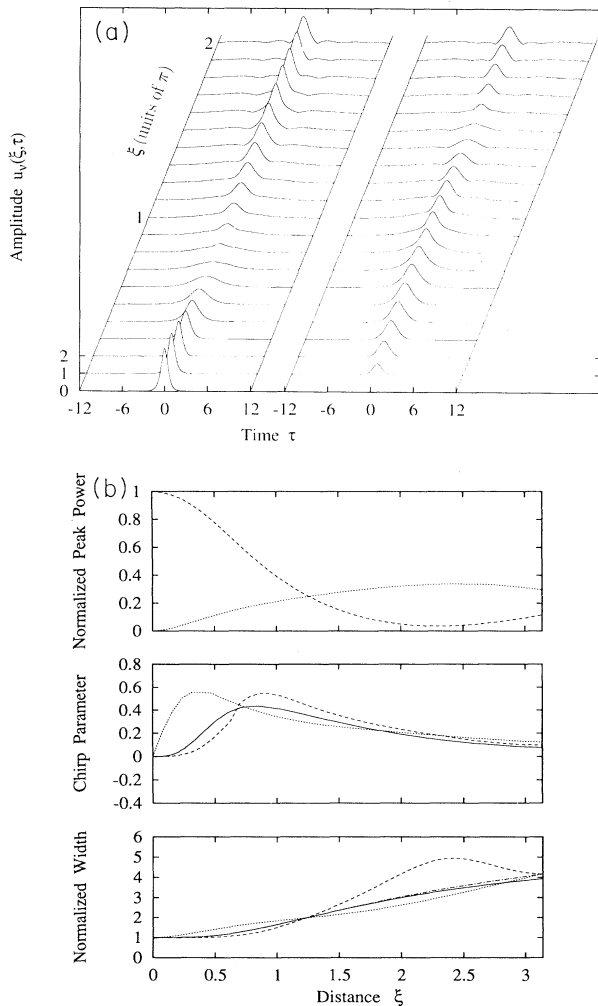 (a)
2
ξ (units of π)
1
Amplitude uᵥ(ξ,τ)
2
1
0
-12 -6 0 6 12 -12 -6 0 6 12
Time τ
(b)
Normalized Peak Power
1
0.8
0.6
0.4
0.2
0
Chirp Parameter
0.8
0.6
0.4
0.2
0
-0.2
-0.4
Normalized Width
6
5
4
3
2
1
0
0 0.5 1 1.5 2 2.5 3
Distance ξ